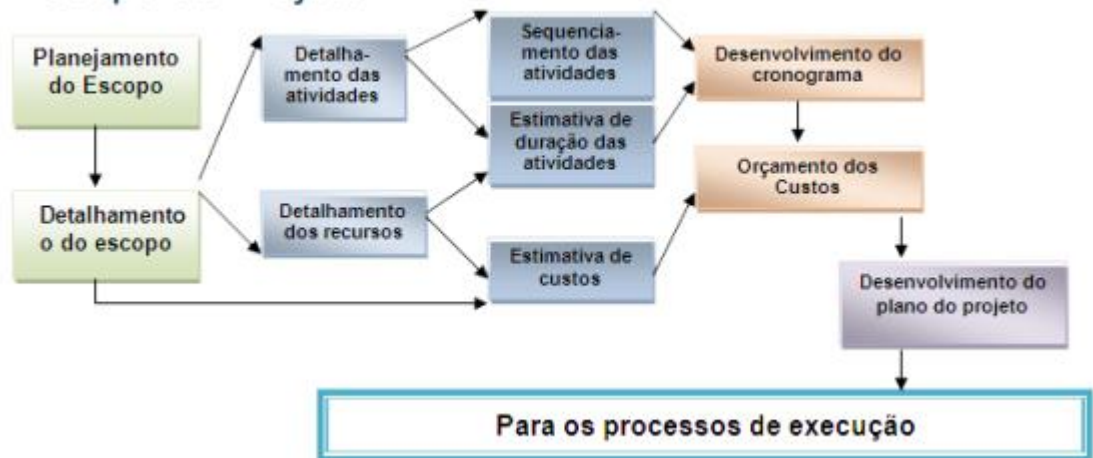 Planejamento
do Escopo
Detalhamento
o do escopo
Detalha-
mento das
atividades
Detalhamento
dos recursos
Sequencia-
mento das
atividades
Estimativa de
duração das
atividades
Estimativa de
custos
Desenvolvimento do
cronograma
Orçamento dos
Custos
Desenvolvimento do
plano do projeto
Para os processos de execução